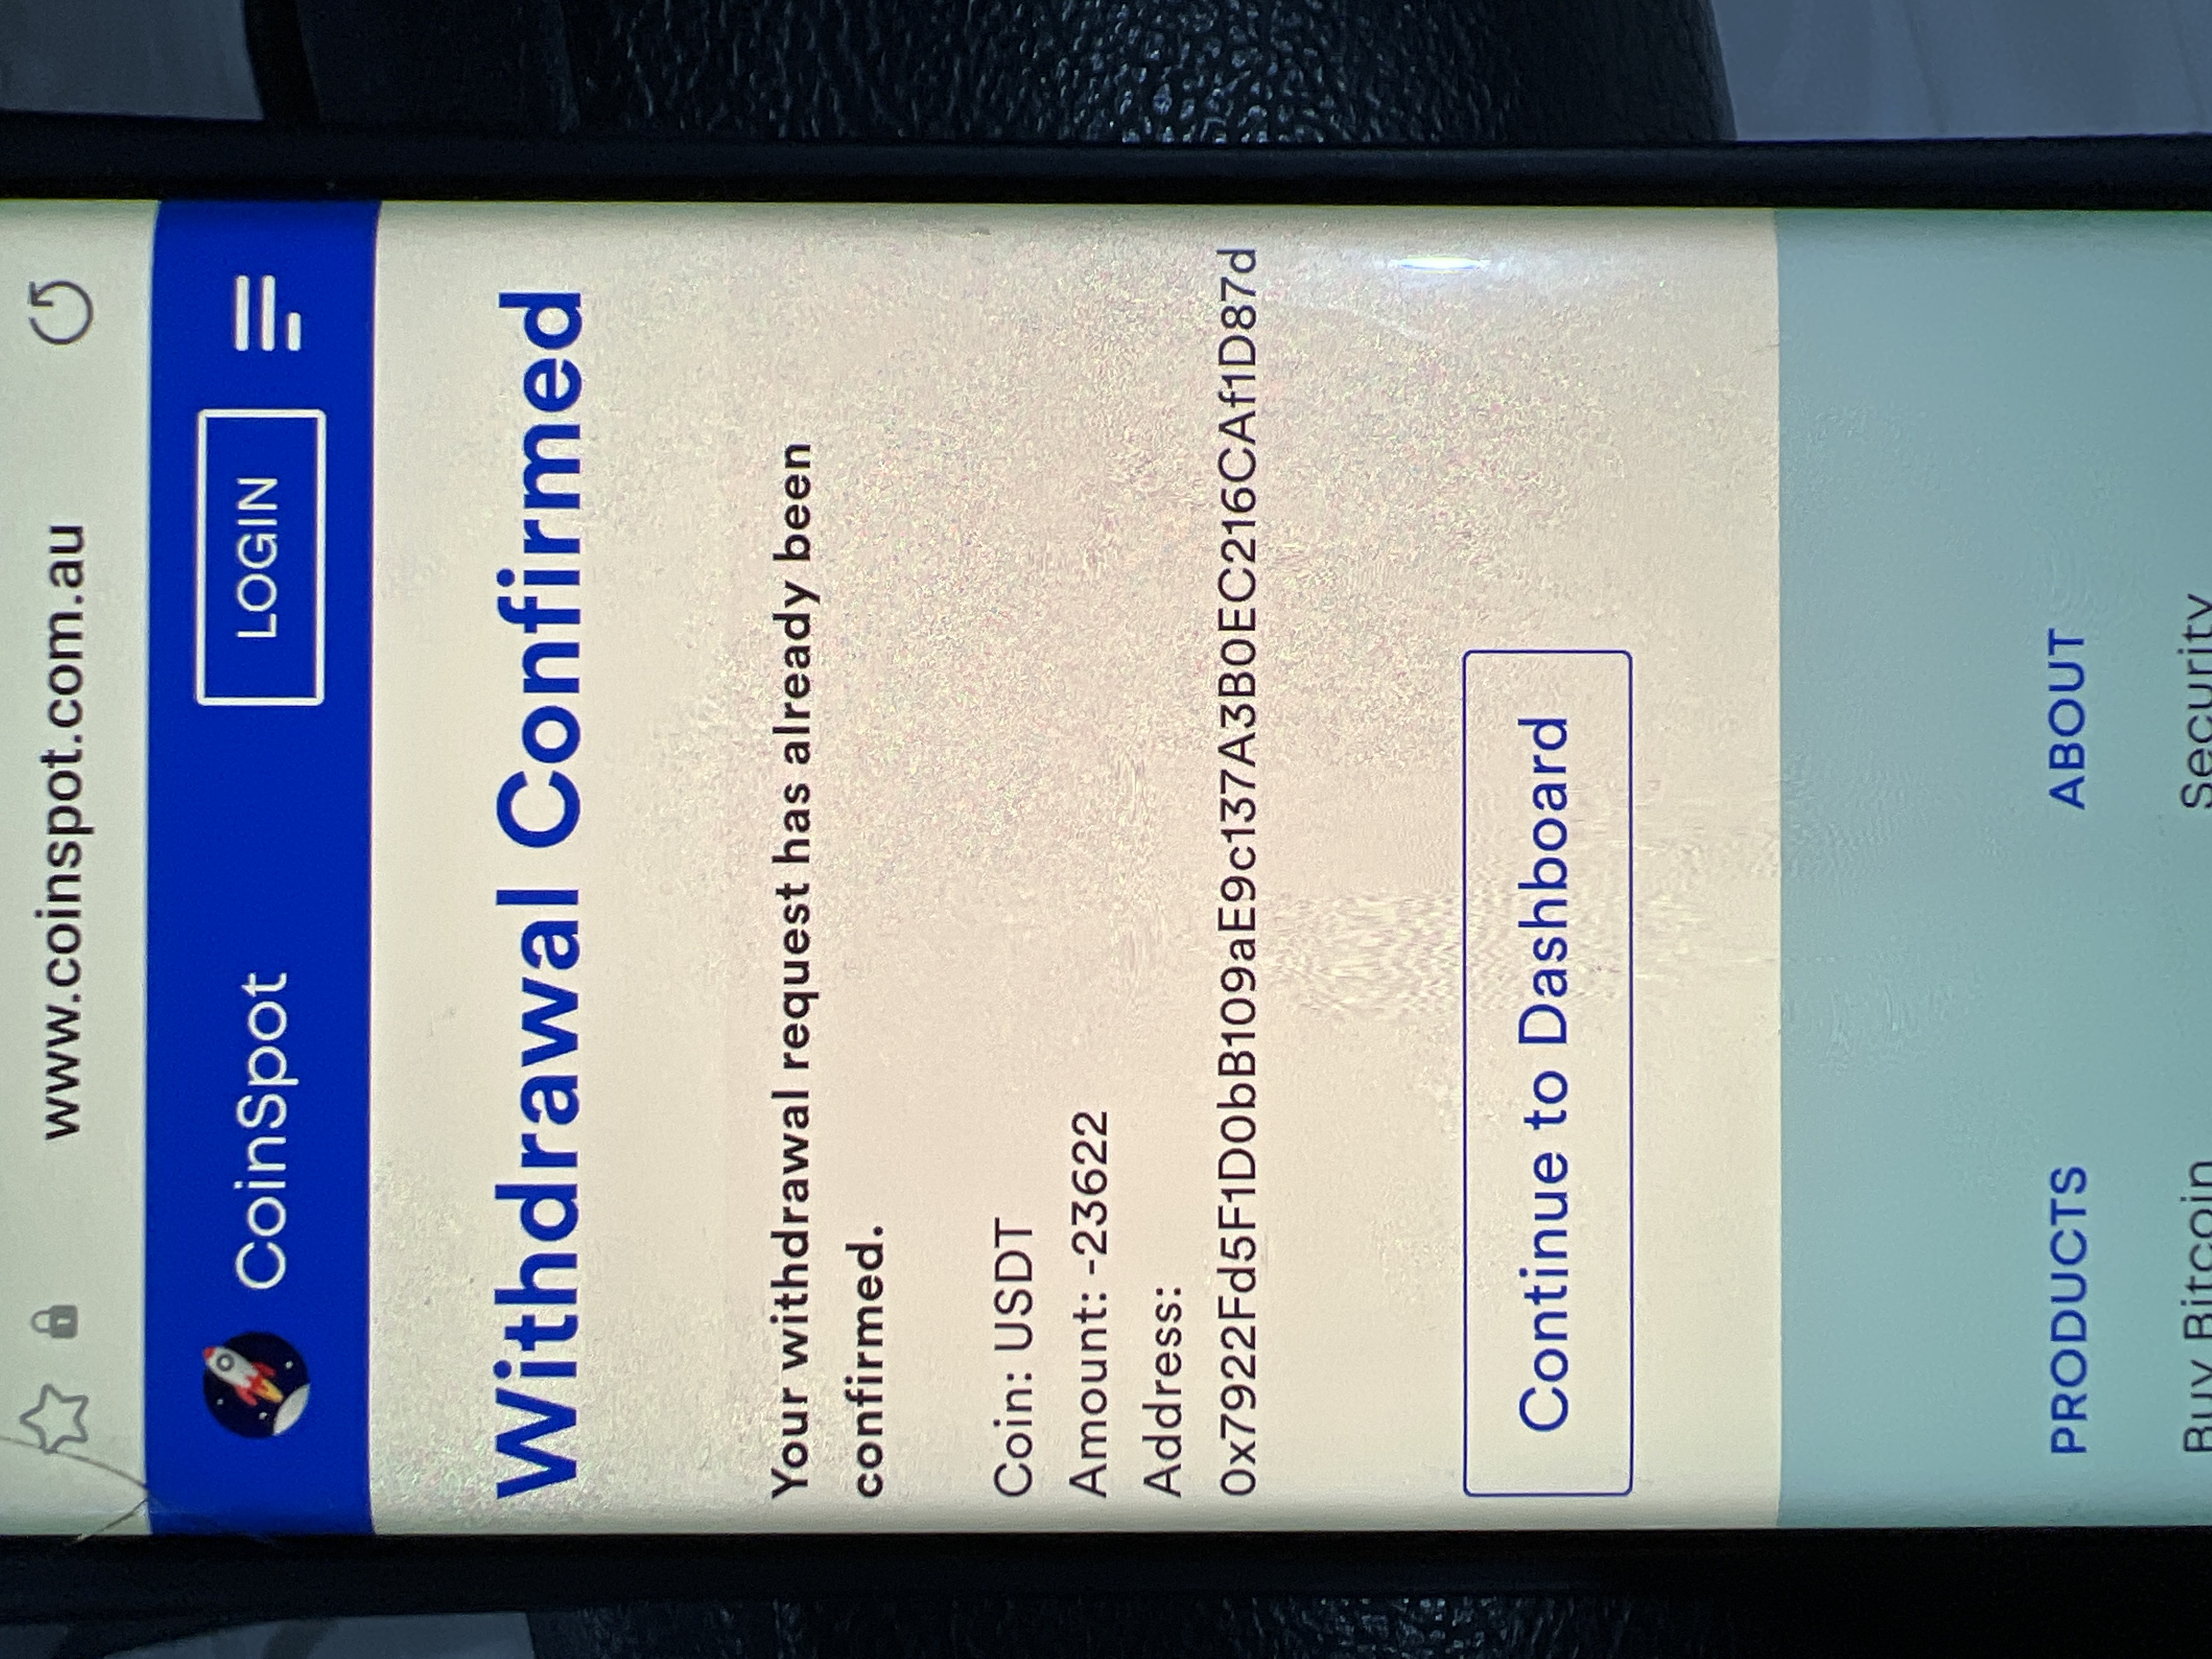 www.coinspot.com.au
CoinSpot
LOGIN
Withdrawal Confirmed
Your withdrawal request has already been
confirmed.
Coin: USDT
Amount: -23622
Address:
0x7922Fd5F1D0bB109aE9c137A3B0EC216CAf1D87d
Continue to Dashboard
PRODUCTS
ABOUT
Buy Bitcoin
Security